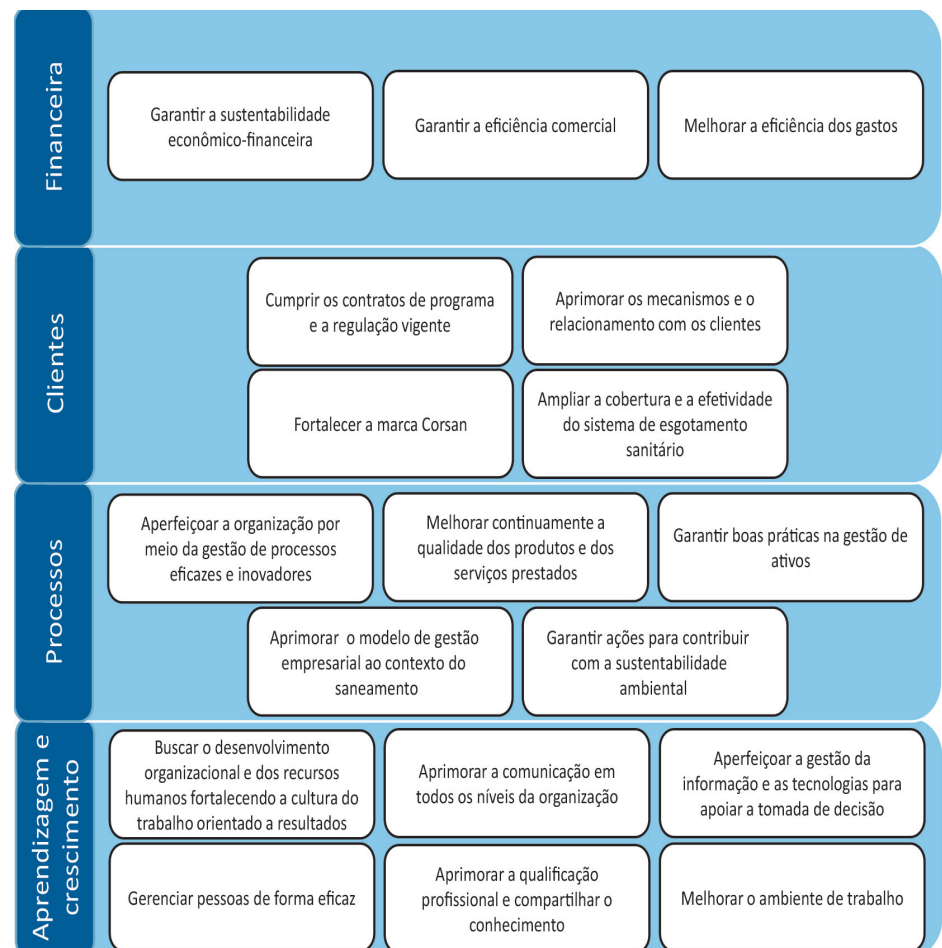 Financeira
Garantir a sustentabilidade
econômico-financeira
Garantir a eficiência comercial
Melhorar a eficiência dos gastos
Clientes
Cumprir os contratos de programa
e a regulação vigente
Aprimorar os mecanismos e o
relacionamento com os clientes
Fortalecer a marca Corsan
Ampliar a cobertura e a efetividade
do sistema de esgotamento
sanitário
Processos
Aperfeiçoar a organização por
meio da gestão de processos
eficazes e inovadores
Melhorar continuamente a
qualidade dos produtos e dos
serviços prestados
Garantir boas práticas na gestão de
ativos
Aprimorar o modelo de gestão
empresarial ao contexto do
saneamento
Garantir ações para contribuir
com a sustentabilidade
ambiental
Aprendizagem e
crescimento
Buscar o desenvolvimento
organizacional e dos recursos
humanos fortalecendo a cultura do
trabalho orientado a resultados
Aprimorar a comunicação em
todos os níveis da organização
Aperfeiçoar a gestão da
informação e as tecnologias para
apoiar a tomada de decisão
Gerenciar pessoas de forma eficaz
Aprimorar a qualificação
profissional e compartilhar o
conhecimento
Melhorar o ambiente de trabalho